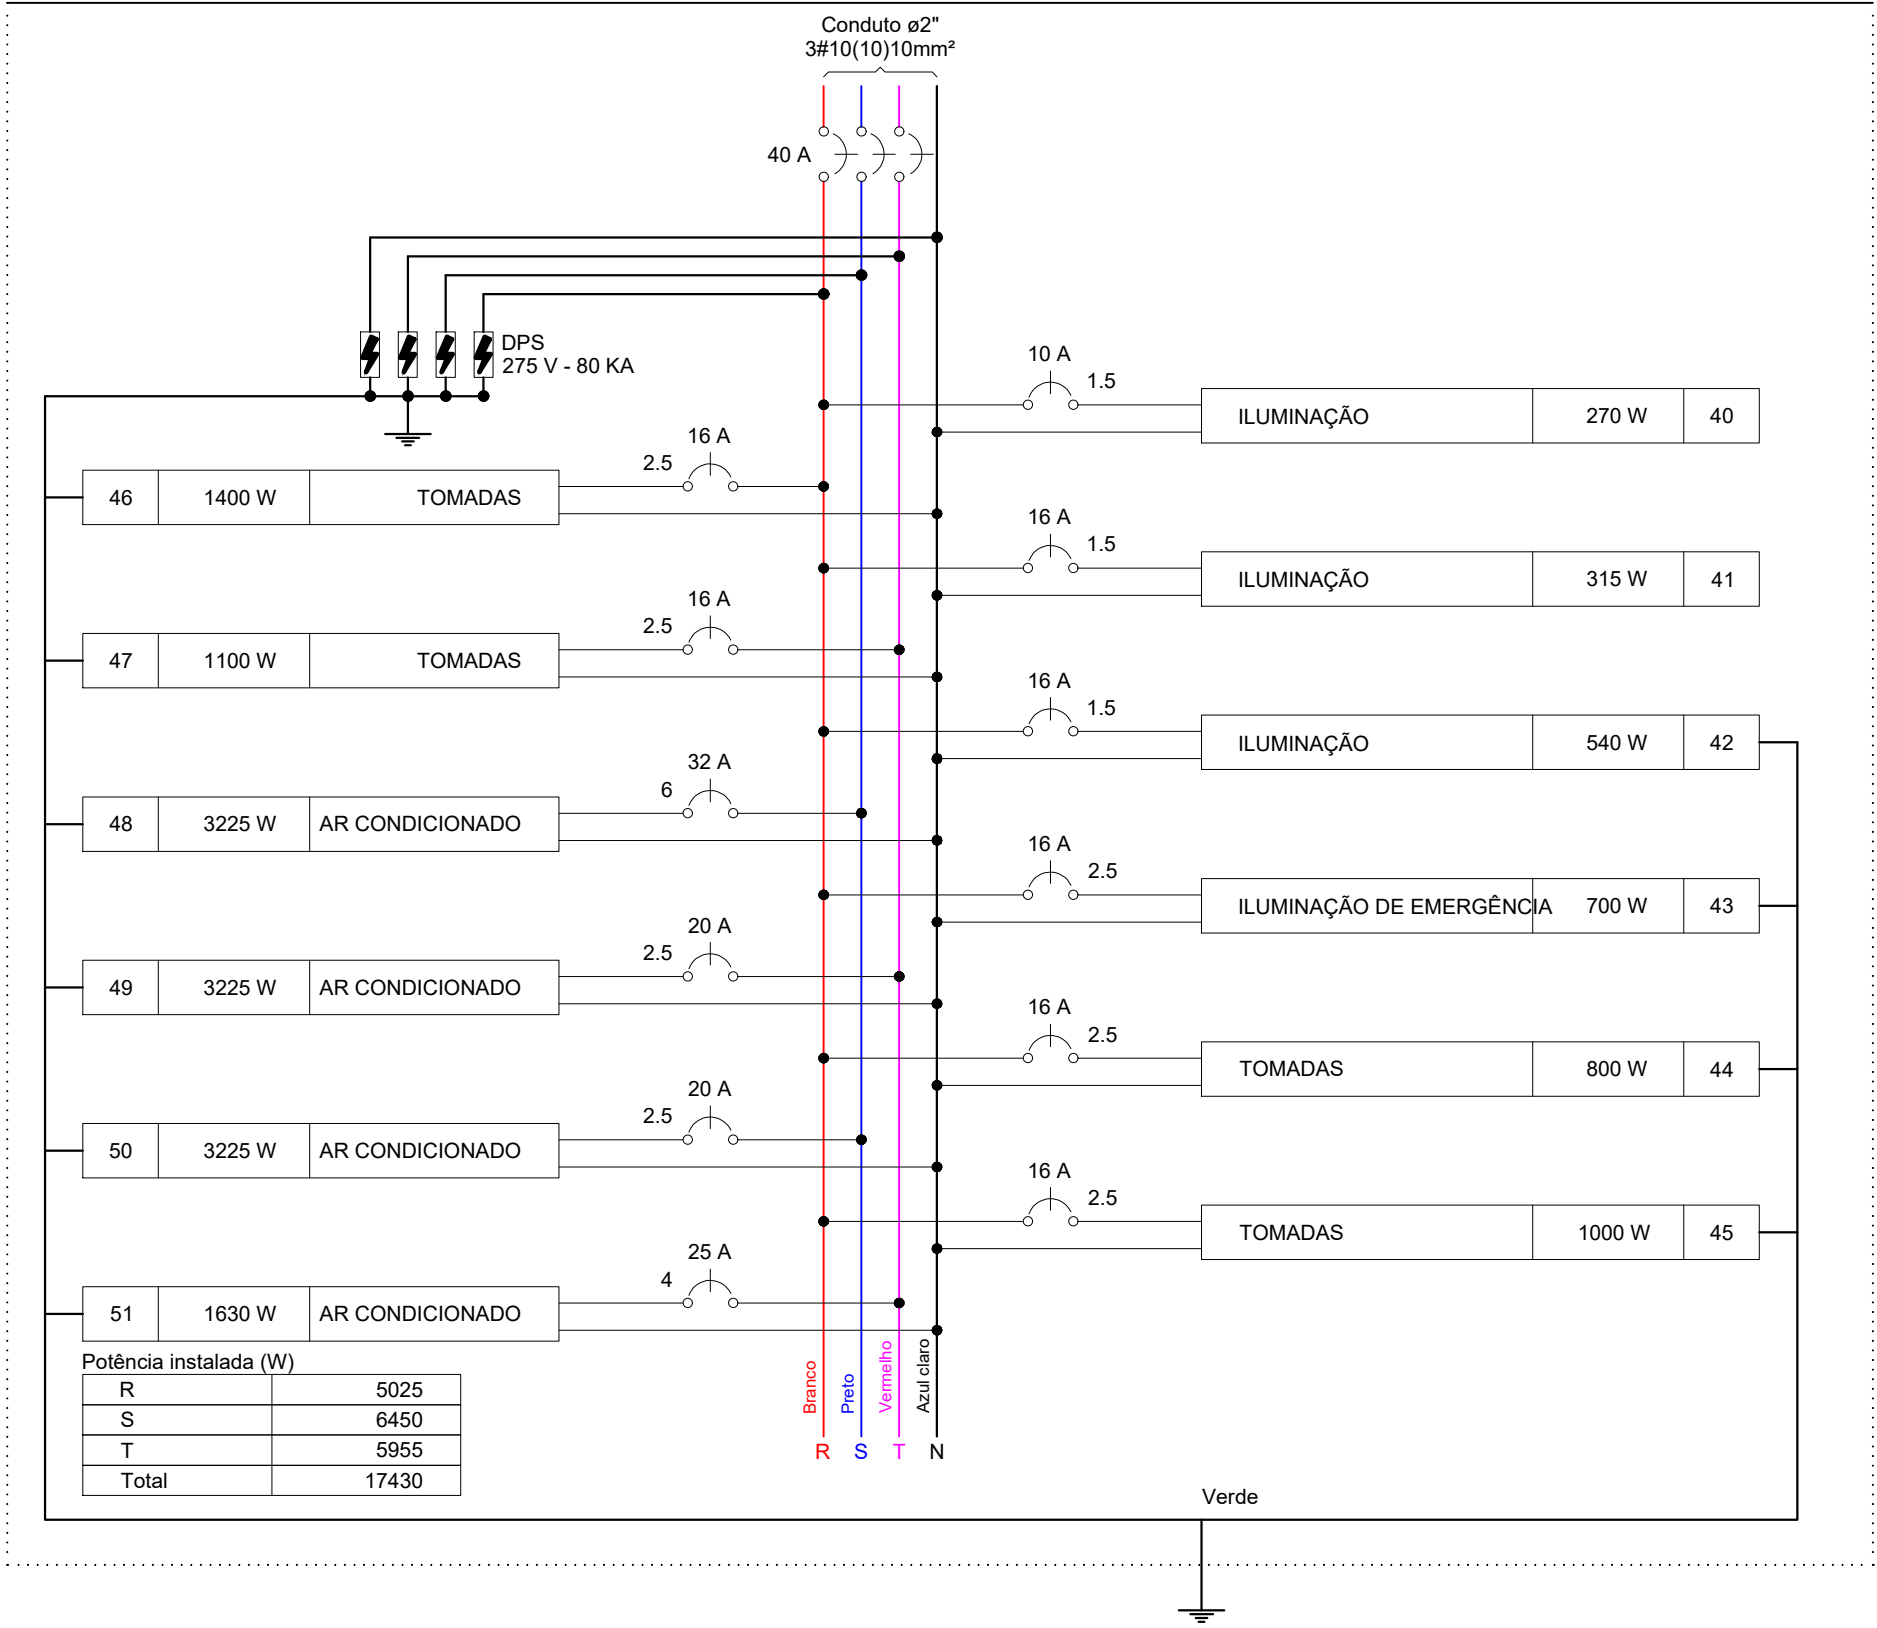 Conduto ø2"
3#10(10)10mm²
40 A
DPS
275 V - 80 KA
10 A
1.5
ILUMINAÇÃO 270 W 40
16 A
2.5
46 1400 W TOMADAS
16 A
1.5
ILUMINAÇÃO 315 W 41
16 A
2.5
47 1100 W TOMADAS
16 A
1.5
ILUMINAÇÃO 540 W 42
32 A
6
48 3225 W AR CONDICIONADO
16 A
2.5
ILUMINAÇÃO DE EMERGÊNCIA 700 W 43
20 A
2.5
49 3225 W AR CONDICIONADO
16 A
2.5
TOMADAS 800 W 44
20 A
2.5
50 3225 W AR CONDICIONADO
16 A
2.5
TOMADAS 1000 W 45
25 A
4
51 1630 W AR CONDICIONADO
Potência instalada (W)
R 5025
S 6450
T 5955
Total 17430
Branco
Preto
Vermelho
Azul claro
R S T N
Verde